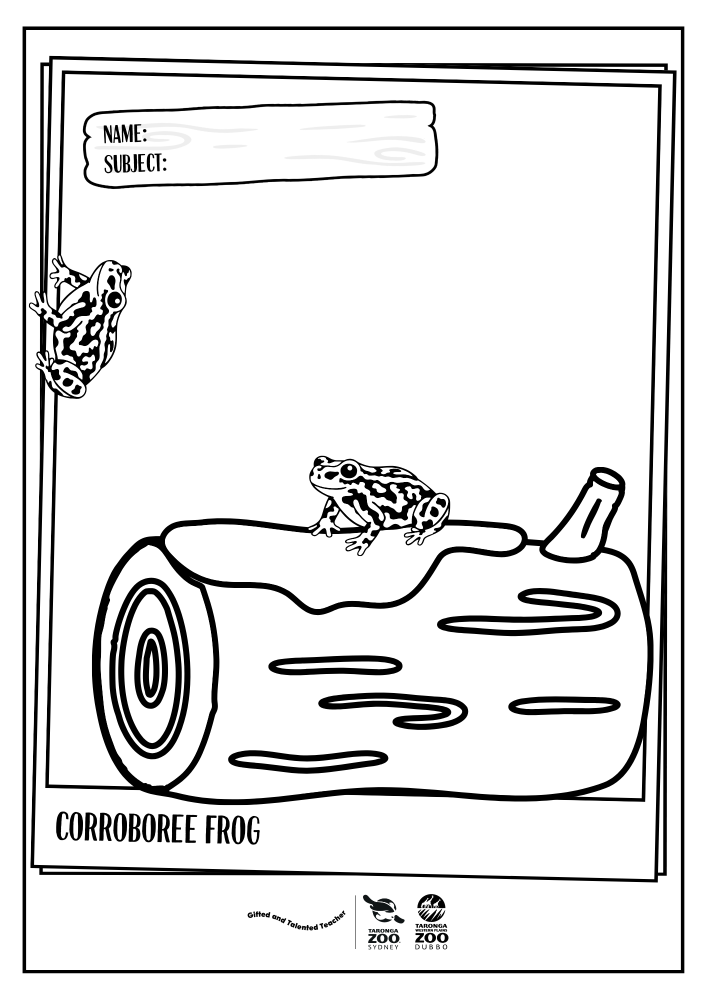 NAME:
SUBJECT:
CORROBOREE FROG
Gifted and Talented Teacher
TARONGA
ZOO
SYDNEY
TARONGA
WESTERN PLAINS
ZOO
DUBBO